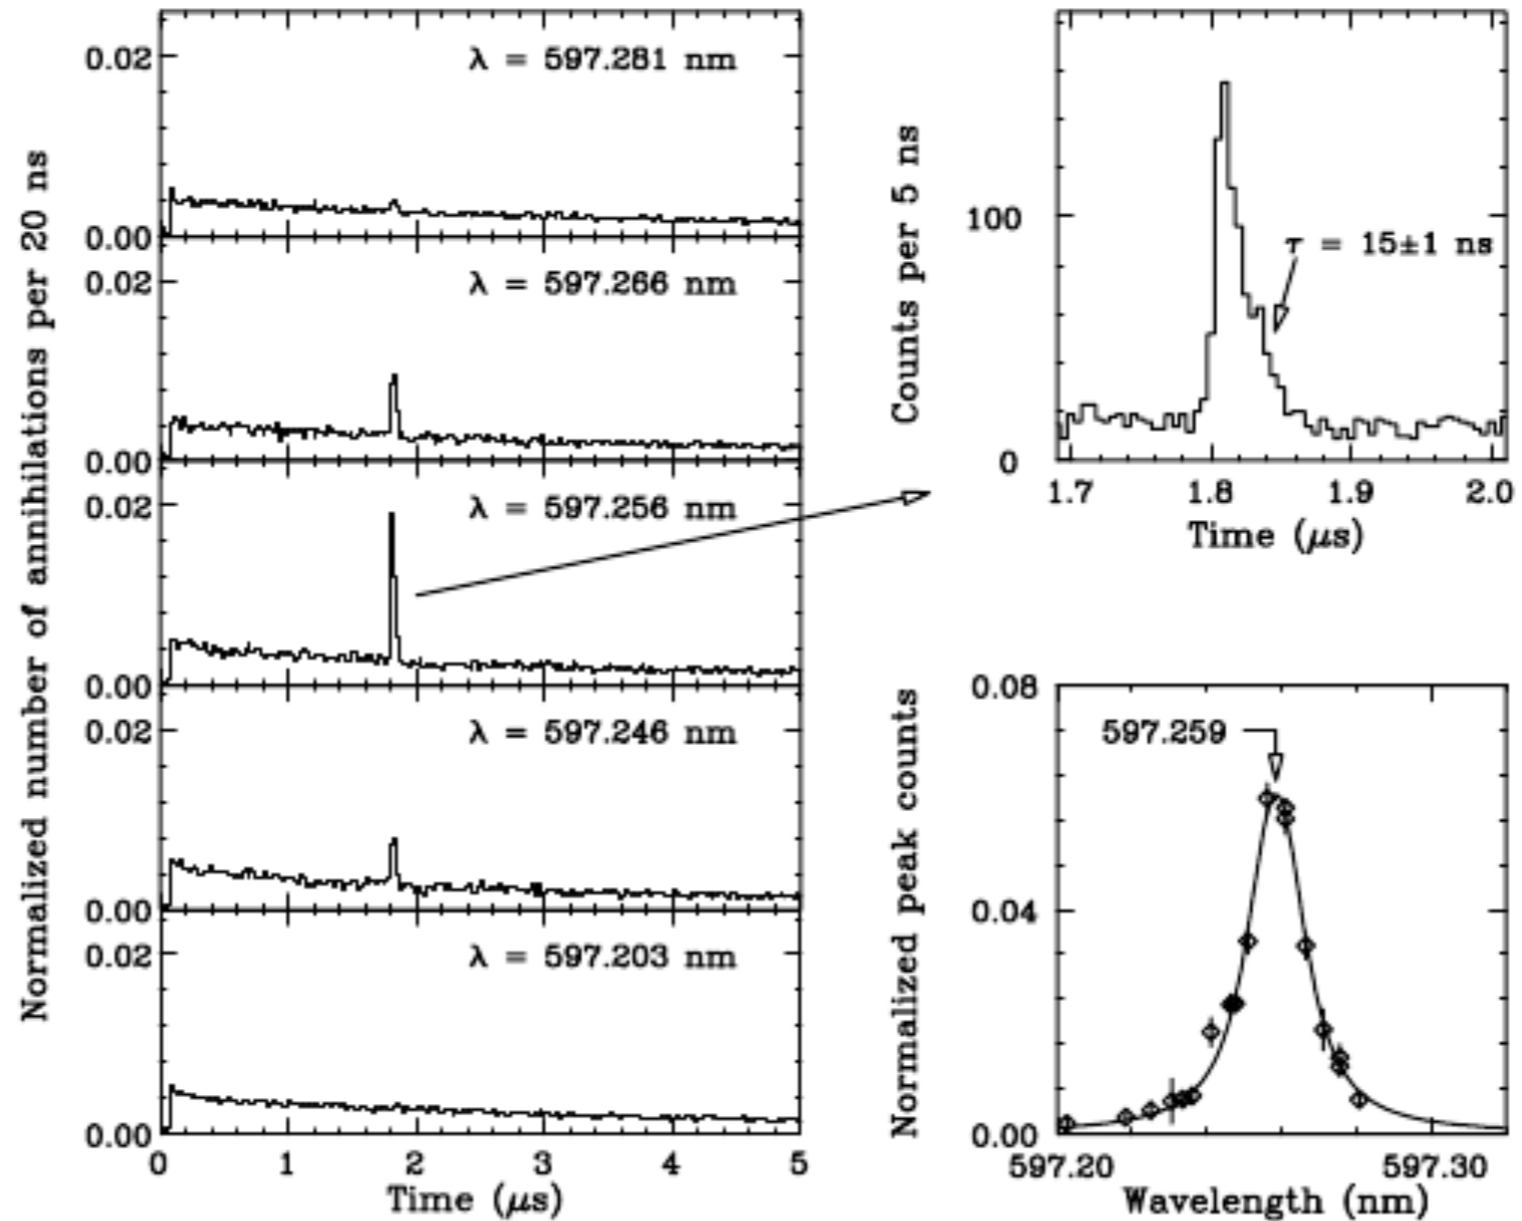 Normalized number of annihilations per 20 ns
0.02
λ = 597.281 nm
0.00
0.02
λ = 597.266 nm
0.00
0.02
λ = 597.256 nm
0.00
0.02
λ = 597.246 nm
0.00
0.02
λ = 597.203 nm
0.00
0 1 2 3 4 5
Time (μs)
Counts per 5 ns
100
τ = 15±1 ns
0
1.7 1.8 1.9 2.0
Time (μs)
Normalized peak counts
0.08
597.259
0.04
0.00
597.20 597.30
Wavelength (nm)